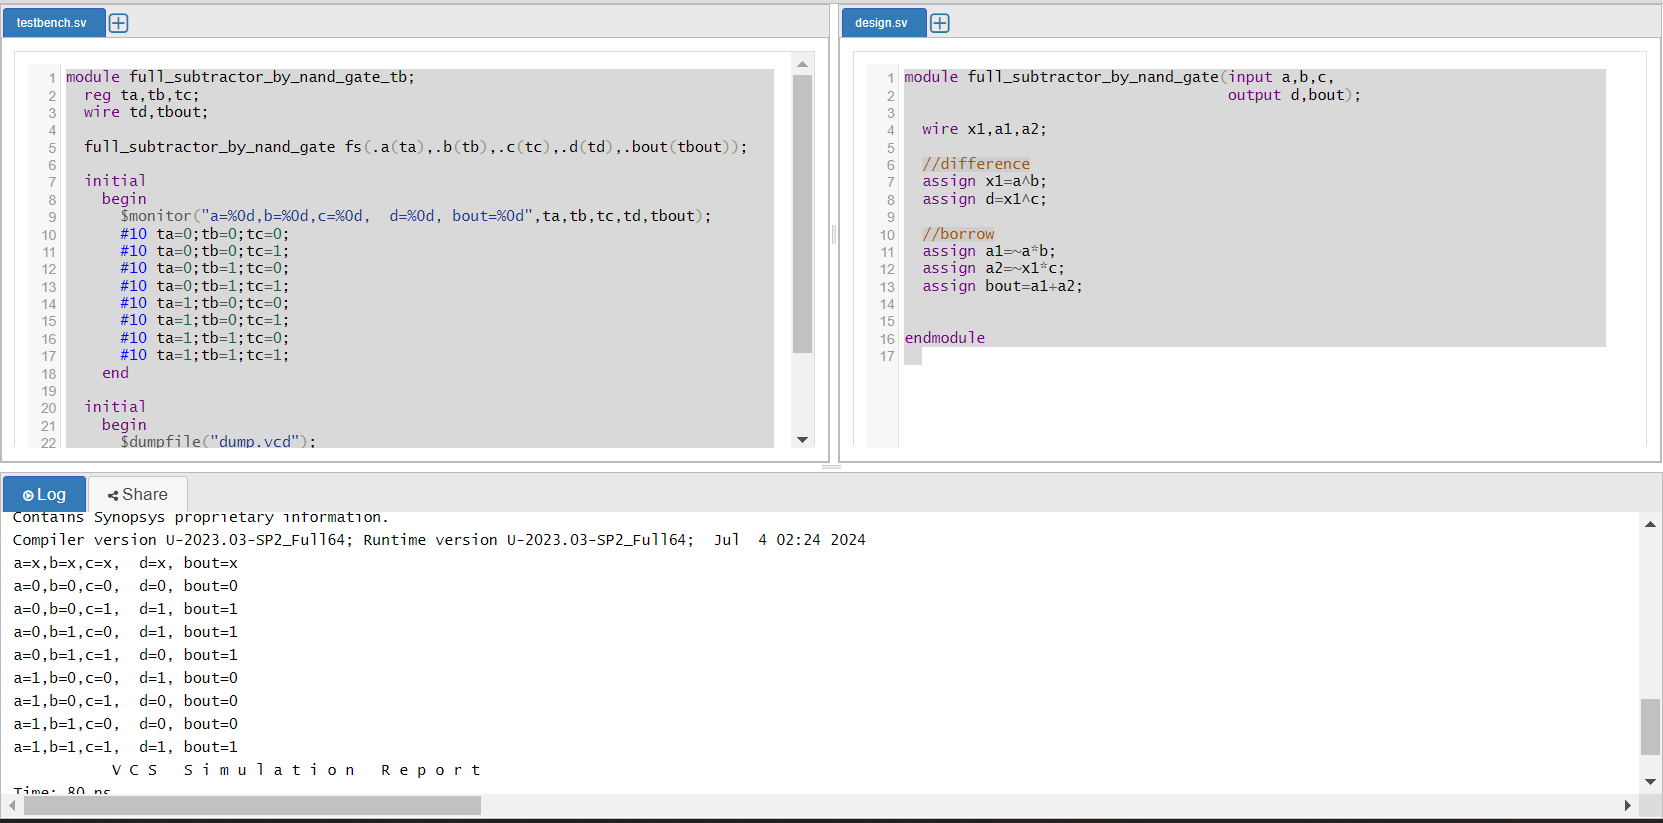 testbench.sv
1 module full_subtractor_by_nand_gate_tb;
2 reg ta,tb,tc;
3 wire td,tbout;
4
5 full_subtractor_by_nand_gate fs(.a(ta),.b(tb),.c(tc),.d(td),.bout(tbout));
6
7 initial
8 begin
9 $monitor("a=%0d,b=%0d,c=%0d,  d=%0d, bout=%0d",ta,tb,tc,td,tbout);
10 #10 ta=0;tb=0;tc=0;
11 #10 ta=0;tb=0;tc=1;
12 #10 ta=0;tb=1;tc=0;
13 #10 ta=0;tb=1;tc=1;
14 #10 ta=1;tb=0;tc=0;
15 #10 ta=1;tb=0;tc=1;
16 #10 ta=1;tb=1;tc=0;
17 #10 ta=1;tb=1;tc=1;
18 end
19
20 initial
21 begin
22 $dumpfile("dump.vcd");
design.sv
1 module full_subtractor_by_nand_gate(input a,b,c,
2 output d,bout);
3
4 wire x1,a1,a2;
5
6 //difference
7 assign x1=a^b;
8 assign d=x1^c;
9
10 //borrow
11 assign a1=~a*b;
12 assign a2=~x1*c;
13 assign bout=a1+a2;
14
15
16 endmodule
17
Log
Share
Contains Synopsys proprietary information.
Compiler version U-2023.03-SP2_Full64; Runtime version U-2023.03-SP2_Full64;  Jul  4 02:24 2024
a=x,b=x,c=x,  d=x, bout=x
a=0,b=0,c=0,  d=0, bout=0
a=0,b=0,c=1,  d=1, bout=1
a=0,b=1,c=0,  d=1, bout=1
a=0,b=1,c=1,  d=0, bout=1
a=1,b=0,c=0,  d=1, bout=0
a=1,b=0,c=1,  d=0, bout=0
a=1,b=1,c=0,  d=0, bout=0
a=1,b=1,c=1,  d=1, bout=1
V C S   S i m u l a t i o n   R e p o r t
Time: 80 ns